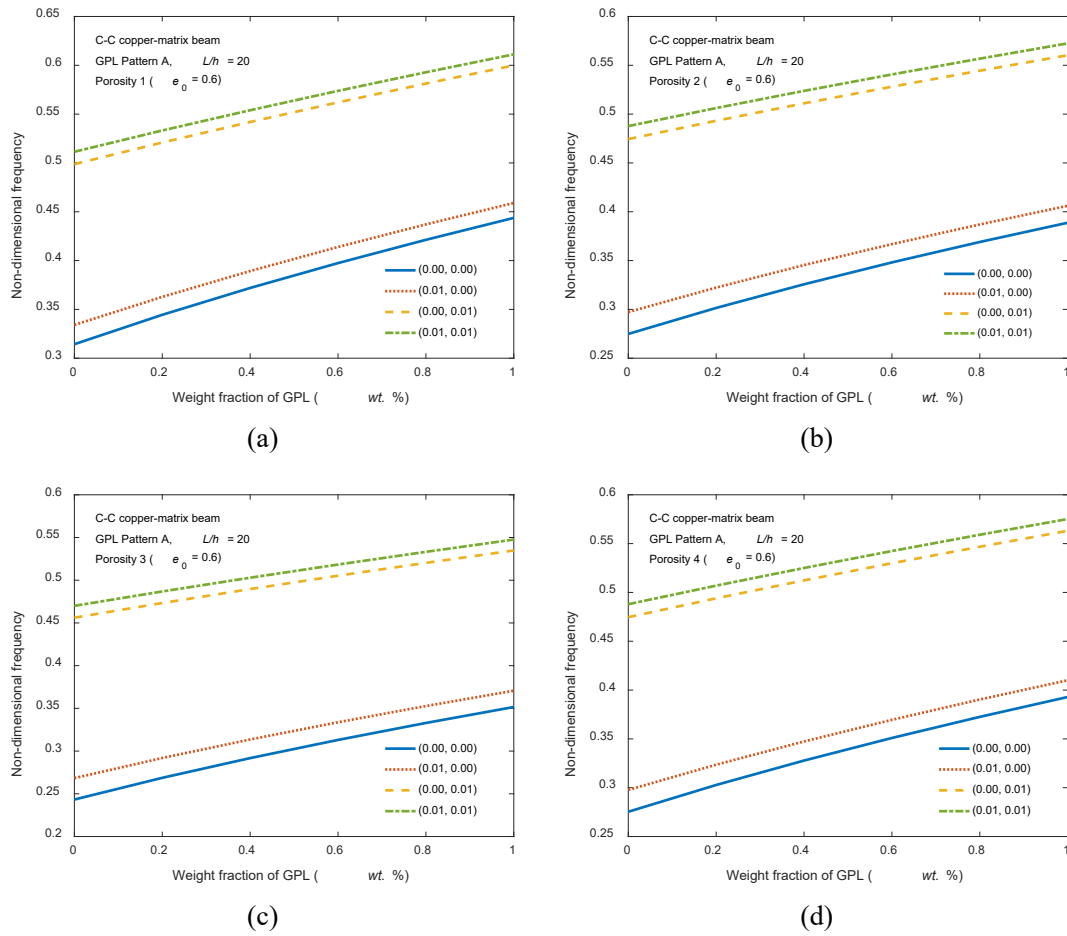 C-C copper-matrix beam
GPL Pattern A, L/h = 20
Porosity 1 ( e0 = 0.6)
0.65
0.6
0.55
0.5
0.45
0.4
0.35
0.3
Non-dimensional frequency
(0.00, 0.00)
(0.01, 0.00)
(0.00, 0.01)
(0.01, 0.01)
0 0.2 0.4 0.6 0.8 1
Weight fraction of GPL ( wt. %)
(a)
C-C copper-matrix beam
GPL Pattern A, L/h = 20
Porosity 2 ( e0 = 0.6)
0.6
0.55
0.5
0.45
0.4
0.35
0.3
0.25
Non-dimensional frequency
(0.00, 0.00)
(0.01, 0.00)
(0.00, 0.01)
(0.01, 0.01)
0 0.2 0.4 0.6 0.8 1
Weight fraction of GPL ( wt. %)
(b)
C-C copper-matrix beam
GPL Pattern A, L/h = 20
Porosity 3 ( e0 = 0.6)
0.6
0.55
0.5
0.45
0.4
0.35
0.3
0.25
0.2
Non-dimensional frequency
(0.00, 0.00)
(0.01, 0.00)
(0.00, 0.01)
(0.01, 0.01)
0 0.2 0.4 0.6 0.8 1
Weight fraction of GPL ( wt. %)
(c)
C-C copper-matrix beam
GPL Pattern A, L/h = 20
Porosity 4 ( e0 = 0.6)
0.6
0.55
0.5
0.45
0.4
0.35
0.3
0.25
Non-dimensional frequency
(0.00, 0.00)
(0.01, 0.00)
(0.00, 0.01)
(0.01, 0.01)
0 0.2 0.4 0.6 0.8 1
Weight fraction of GPL ( wt. %)
(d)